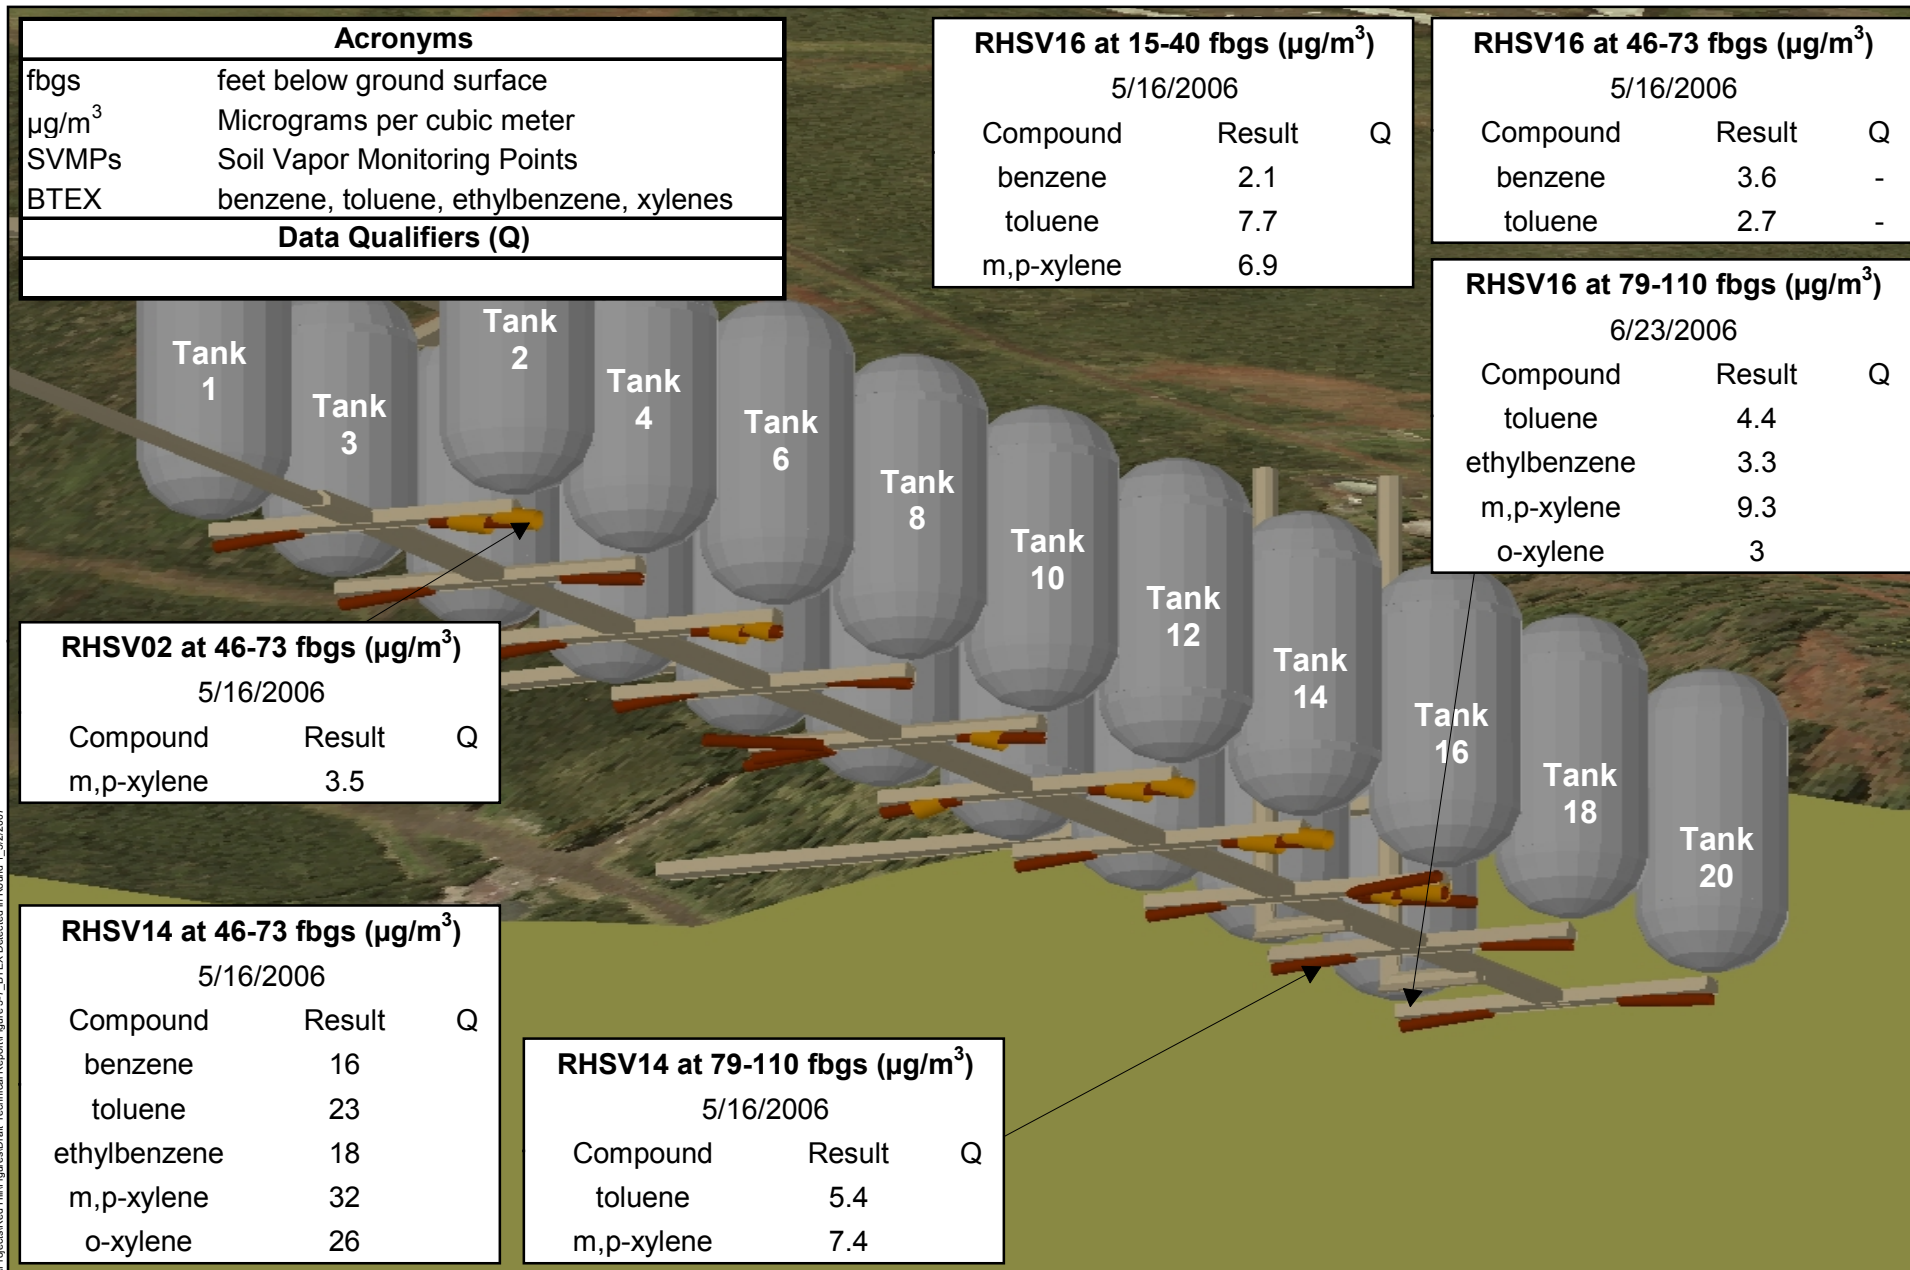 Acronyms
fbgs feet below ground surface
µg/m³ Micrograms per cubic meter
SVMPs Soil Vapor Monitoring Points
BTEX benzene, toluene, ethylbenzene, xylenes
Data Qualifiers (Q)
RHSV16 at 15-40 fbgs (µg/m³)
5/16/2006
Compound Result Q
benzene 2.1
toluene 7.7
m,p-xylene 6.9
RHSV16 at 46-73 fbgs (µg/m³)
5/16/2006
Compound Result Q
benzene 3.6 -
toluene 2.7 -
RHSV16 at 79-110 fbgs (µg/m³)
6/23/2006
Compound Result Q
toluene 4.4
ethylbenzene 3.3
m,p-xylene 9.3
o-xylene 3
Tank
1
Tank
3
Tank
2
Tank
4
Tank
6
Tank
8
Tank
10
Tank
12
Tank
14
Tank
16
Tank
18
Tank
20
RHSV02 at 46-73 fbgs (µg/m³)
5/16/2006
Compound Result Q
m,p-xylene 3.5
RHSV14 at 46-73 fbgs (µg/m³)
5/16/2006
Compound Result Q
benzene 16
toluene 23
ethylbenzene 18
m,p-xylene 32
o-xylene 26
RHSV14 at 79-110 fbgs (µg/m³)
5/16/2006
Compound Result Q
toluene 5.4
m,p-xylene 7.4